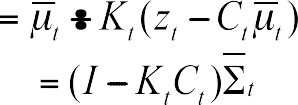 = μ̅ₜ + Kₜ(zₜ − Cₜμ̅ₜ)
= (I − KₜCₜ)Σ̅ₜ